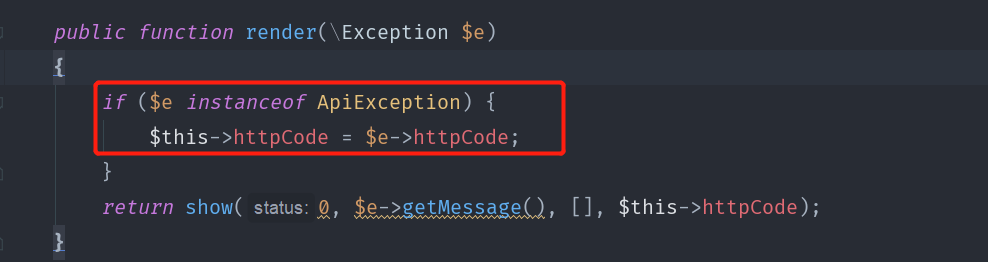 public function render(\Exception $e)
{
if ($e instanceof ApiException) {
$this->httpCode = $e->httpCode;
}
return show( status: 0, $e->getMessage(), [], $this->httpCode);
}